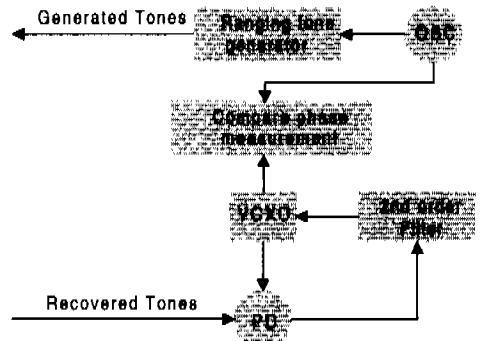 Generated Tones
Ranging tone
generator
OSC
Compare phase
measurement
VCXO
2nd order
Filter
Recovered Tones
PD